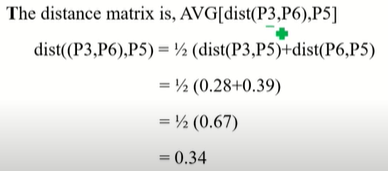 The distance matrix is, AVG[dist(P3,P6),P5]
dist((P3,P6),P5) = ½ (dist(P3,P5)+dist(P6,P5)
= ½ (0.28+0.39)
= ½ (0.67)
= 0.34